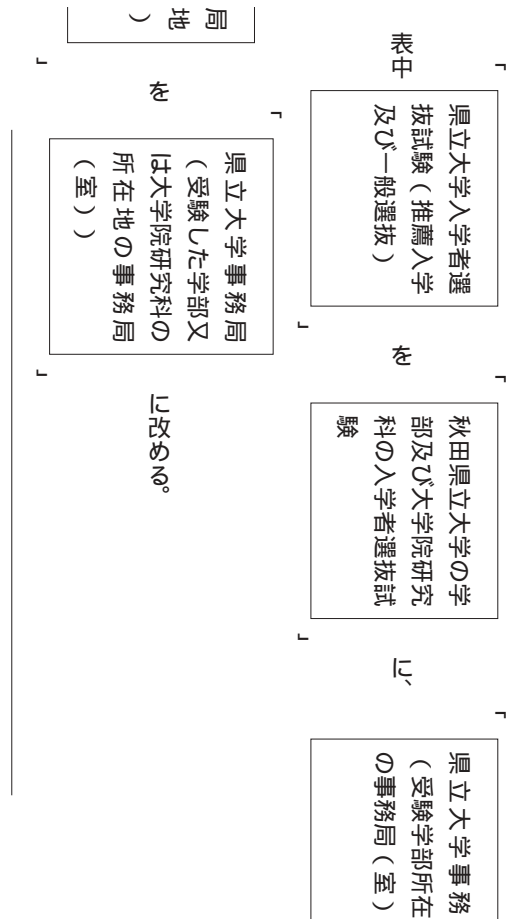 表中
「
県立大学入学者選
抜試験（推薦入学
及び一般選抜）
」
を
「
秋田県立大学の学
部及び大学院研究
科の入学者選抜試
験
」
に、
「
県立大学事務
（受験学部所在
の事務局（室）
局
地
）
」
を
「
県立大学事務局
（受験した学部又
は大学院研究科の
所在地の事務局
（室））
」
に改める。